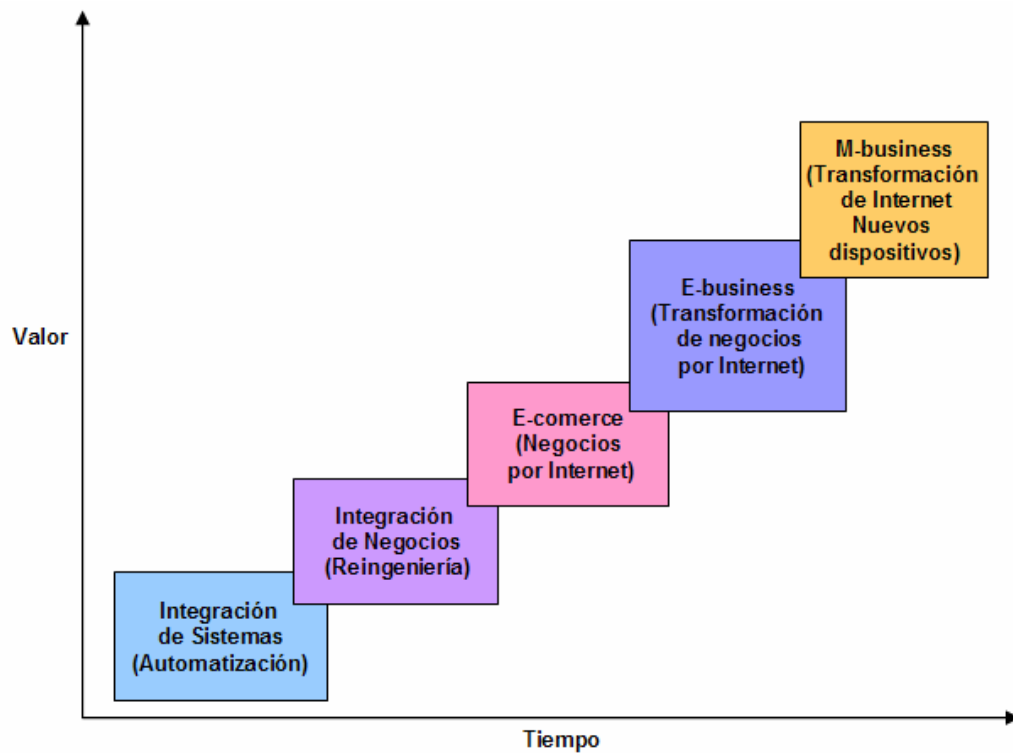 M-business
(Transformación
de Internet
Nuevos
dispositivos)
E-business
(Transformación
de negocios
por Internet)
Valor
E-comerce
(Negocios
por Internet)
Integración
de Negocios
(Reingeniería)
Integración
de Sistemas
(Automatización)
Tiempo